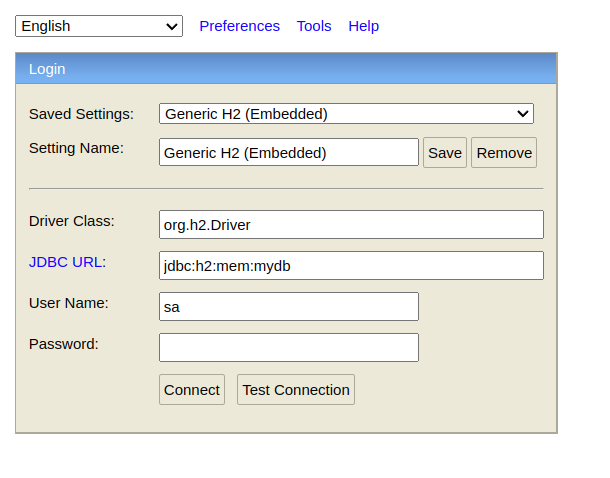 English Preferences Tools Help
Login
Saved Settings: Generic H2 (Embedded)
Setting Name: Generic H2 (Embedded) Save Remove
Driver Class: org.h2.Driver
JDBC URL: jdbc:h2:mem:mydb
User Name: sa
Password:
Connect Test Connection